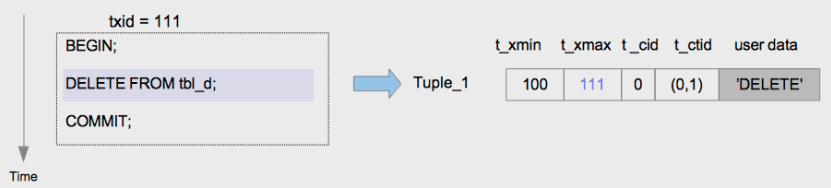 txid = 111
BEGIN;
DELETE FROM tbl_d;
COMMIT;
Time
t_xmin t_xmax t _cid t_ctid user data
Tuple_1 100 111 0 (0,1) 'DELETE'